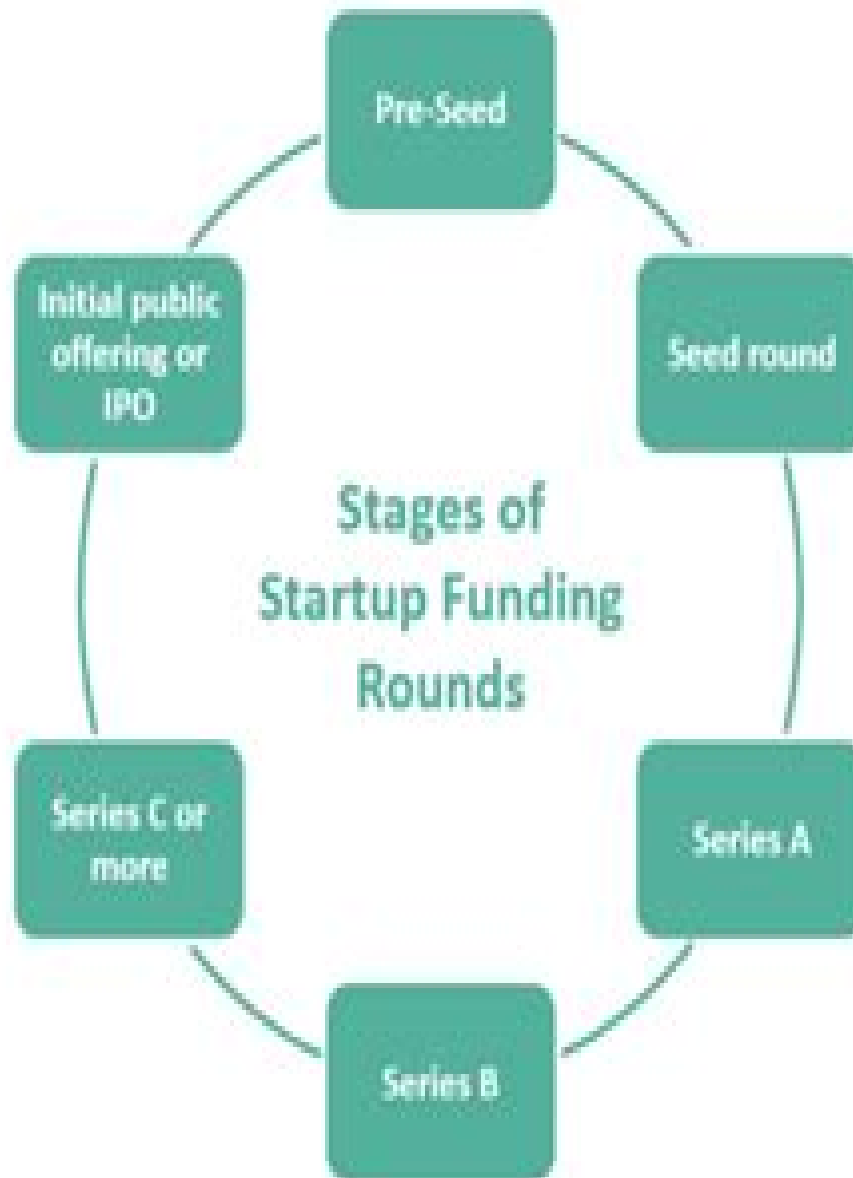 Pre-Seed
Seed round
Series A
Series B
Series C or
more
Initial public
offering or
IPO
Stages of
Startup Funding
Rounds